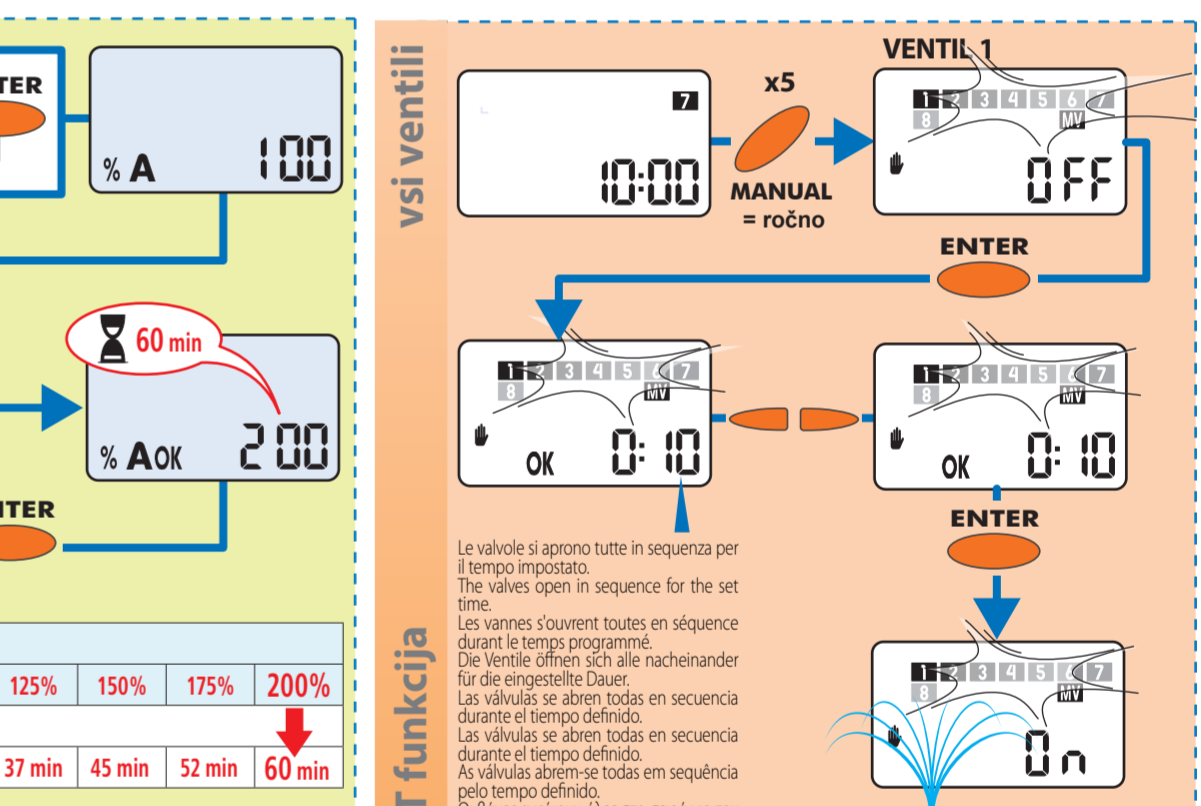 TER
% A 100
60 min
% A OK 200
125% 150% 175% 200%
37 min 45 min 52 min 60 min
vsi ventili
7
10:00
x5
MANUAL
= ročno
VENTIL 1
1 2 3 4 5 6 7
8 MV
OFF
ENTER
1 2 3 4 5 6 7
8 MV
OK 0:10
1 2 3 4 5 6 7
8 MV
OK 0:10
ENTER
1 2 3 4 5 6 7
8 MV
On
T funkcija
Le valvole si aprono tutte in sequenza per
il tempo impostato.
The valves open in sequence for the set
time.
Les vannes s'ouvrent toutes en séquence
durant le temps programmé.
Die Ventile öffnen sich alle nacheinander
für die eingestellte Dauer.
Las válvulas se abren todas en secuencia
durante el tiempo definido.
Las válvulas se abren todas en secuencia
durante el tiempo definido.
As válvulas abrem-se todas em sequência
pelo tempo definido.